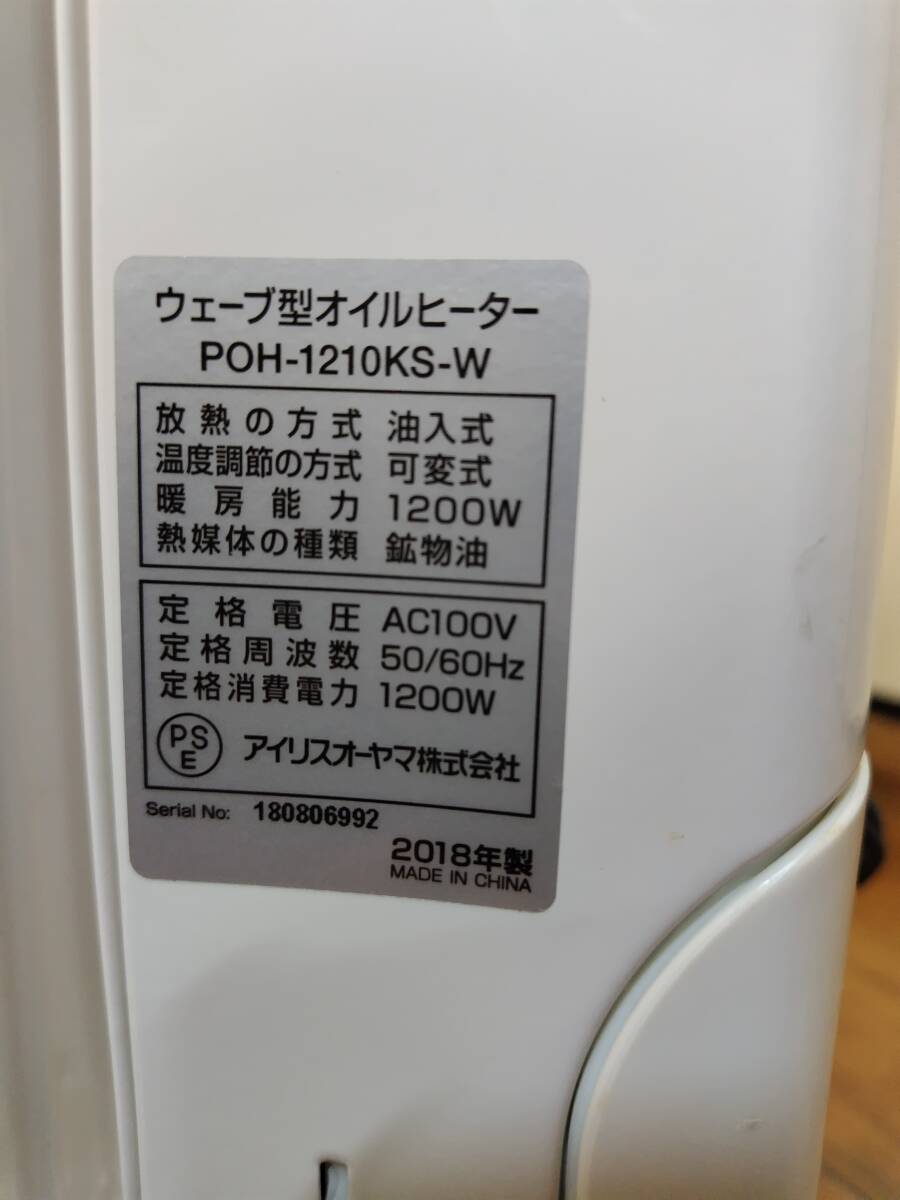 ウェーブ型オイルヒーター
POH-1210KS-W
放熱の方式 油入式
温度調節の方式 可変式
暖房能力 1200W
熱媒体の種類 鉱物油
定格電圧 AC100V
定格周波数 50/60Hz
定格消費電力 1200W
PS
E
アイリスオーヤマ株式会社
Serial No: 180806992
2018年製
MADE IN CHINA